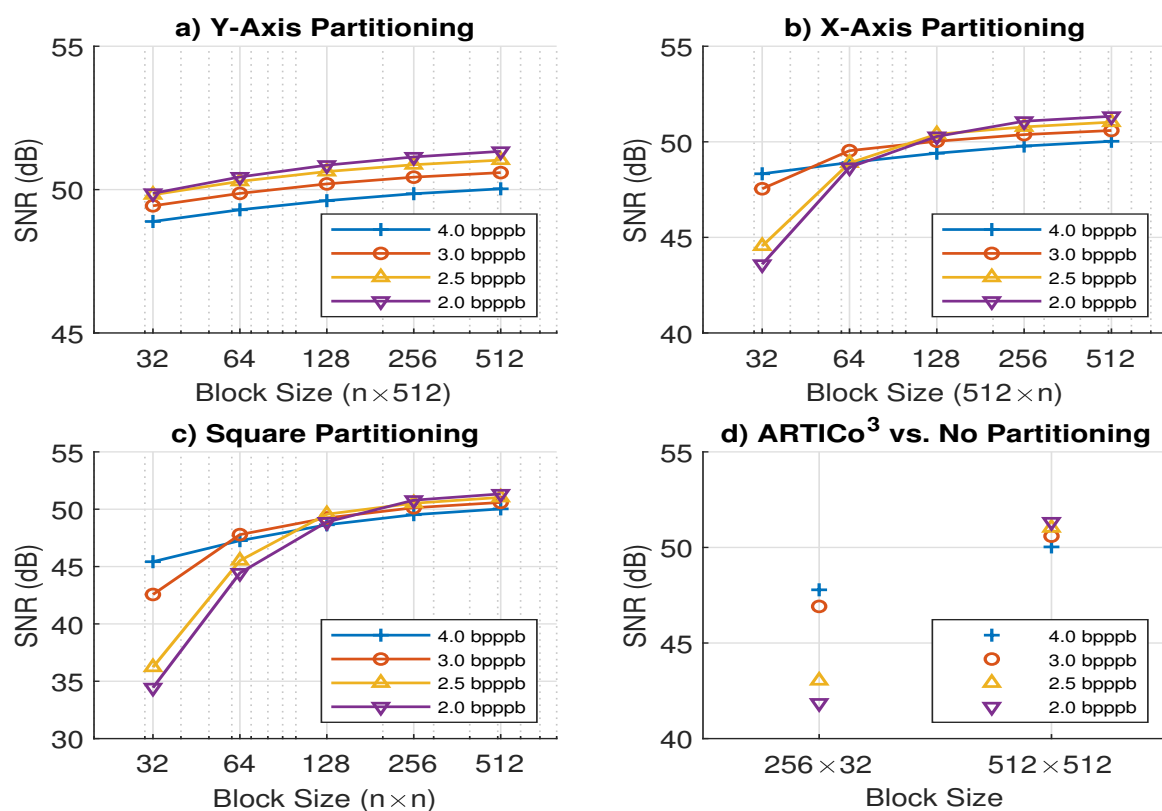 a) Y-Axis Partitioning
55
50
45
SNR (dB)
4.0 bpppb
3.0 bpppb
2.5 bpppb
2.0 bpppb
32 64 128 256 512
Block Size (n×512)
b) X-Axis Partitioning
55
50
45
40
SNR (dB)
4.0 bpppb
3.0 bpppb
2.5 bpppb
2.0 bpppb
32 64 128 256 512
Block Size (512×n)
c) Square Partitioning
55
50
45
40
35
30
SNR (dB)
4.0 bpppb
3.0 bpppb
2.5 bpppb
2.0 bpppb
32 64 128 256 512
Block Size (n×n)
d) ARTICo³ vs. No Partitioning
55
50
45
40
SNR (dB)
4.0 bpppb
3.0 bpppb
2.5 bpppb
2.0 bpppb
256×32 512×512
Block Size